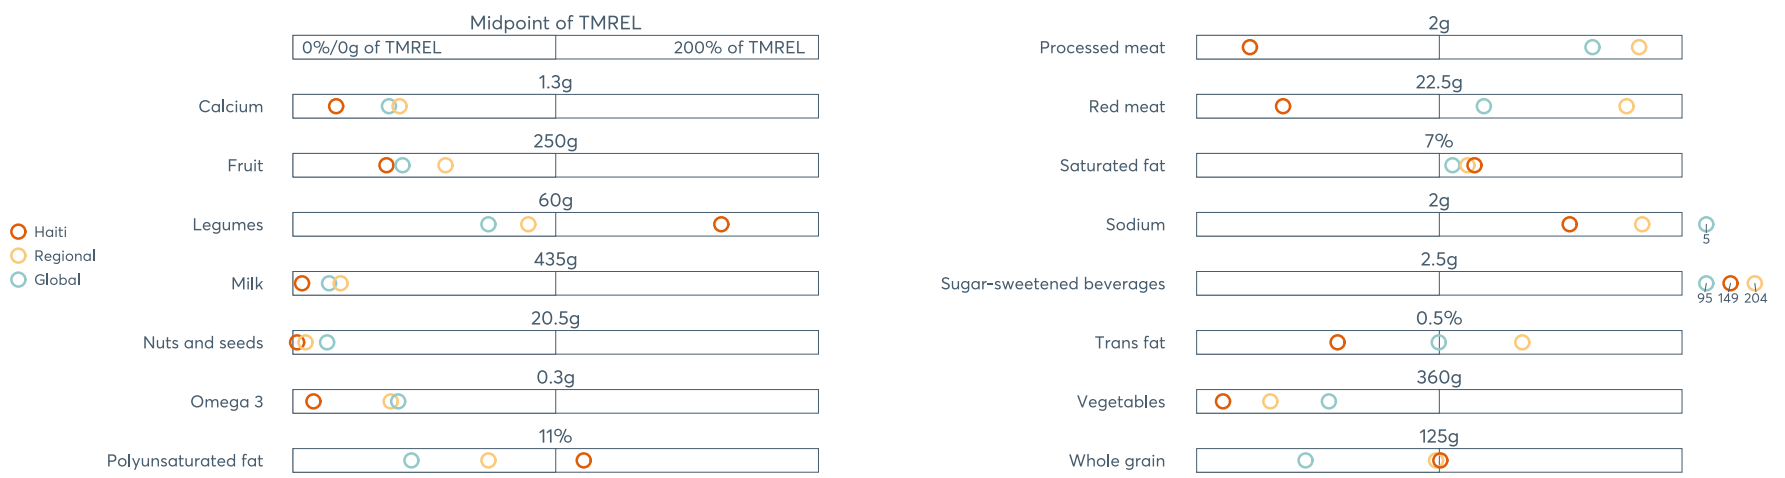 Midpoint of TMREL
0%/0g of TMREL 200% of TMREL
1.3g
Calcium
250g
Fruit
60g
Legumes
435g
Milk
20.5g
Nuts and seeds
0.3g
Omega 3
11%
Polyunsaturated fat
Haiti
Regional
Global
2g
Processed meat
22.5g
Red meat
7%
Saturated fat
2g
Sodium
5
2.5g
Sugar-sweetened beverages
95 149 204
0.5%
Trans fat
360g
Vegetables
125g
Whole grain